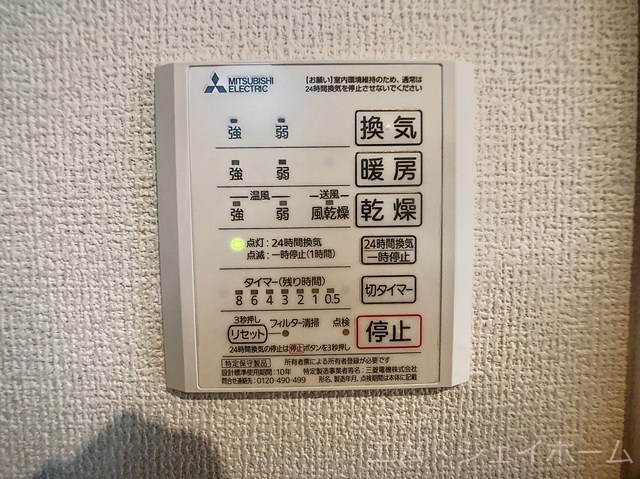 MITSUBISHI
ELECTRIC
【お願い】室内環境維持のため、通常は
24時間換気を停止させないでください
強 弱 換気
強 弱 暖房
温風 送風
強 弱 風乾燥 乾燥
点灯：24時間換気
点滅：一時停止(1時間)
24時間換気
一時停止
タイマー(残り時間)
8 6 4 3 2 1 0.5
切タイマー
3秒押し
リセット フィルター清掃 点検
停止
24時間換気の停止は停止ボタンを3秒押し
特定保守製品 所有者票による所有者登録が必要です
設計標準使用期間：10年 特定製造事業者等名：三菱電機株式会社
問合せ連絡先：0120-490-499 形名、製造年月、点検期間は本体に記載
エム・ジェイホーム